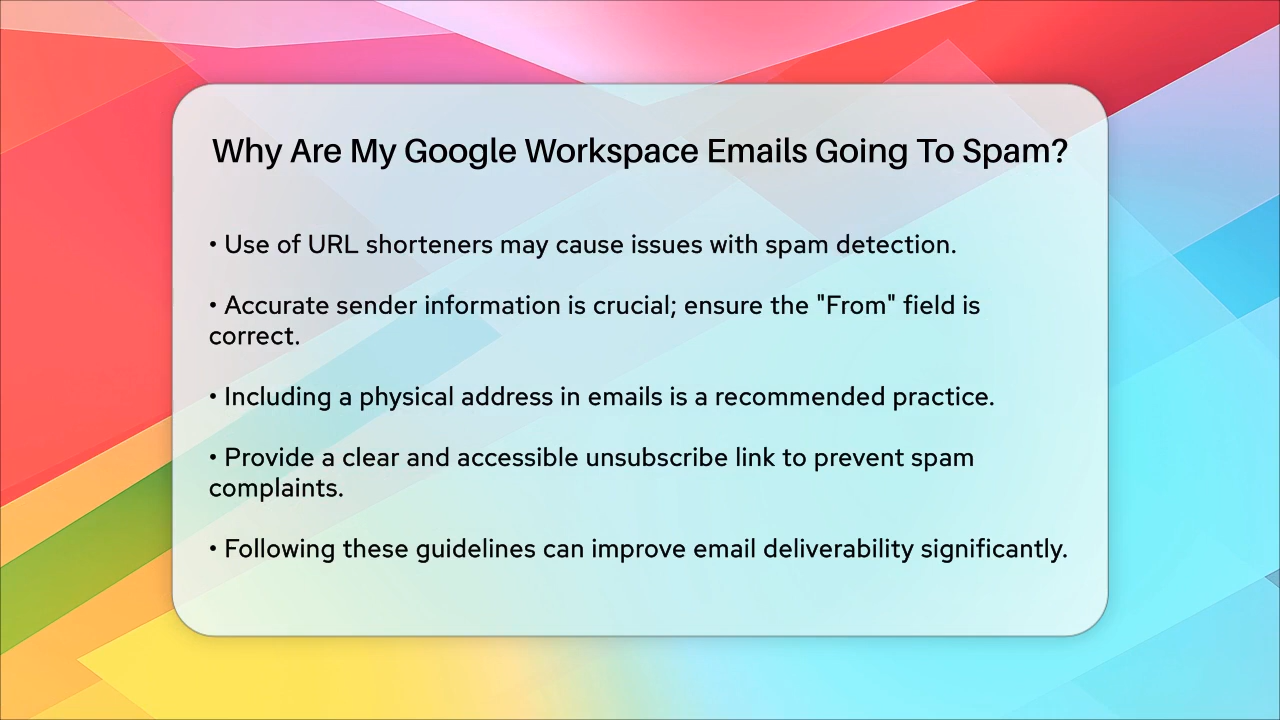 Why Are My Google Workspace Emails Going To Spam?
• Use of URL shorteners may cause issues with spam detection.
• Accurate sender information is crucial; ensure the "From" field is
correct.
• Including a physical address in emails is a recommended practice.
• Provide a clear and accessible unsubscribe link to prevent spam
complaints.
• Following these guidelines can improve email deliverability significantly.